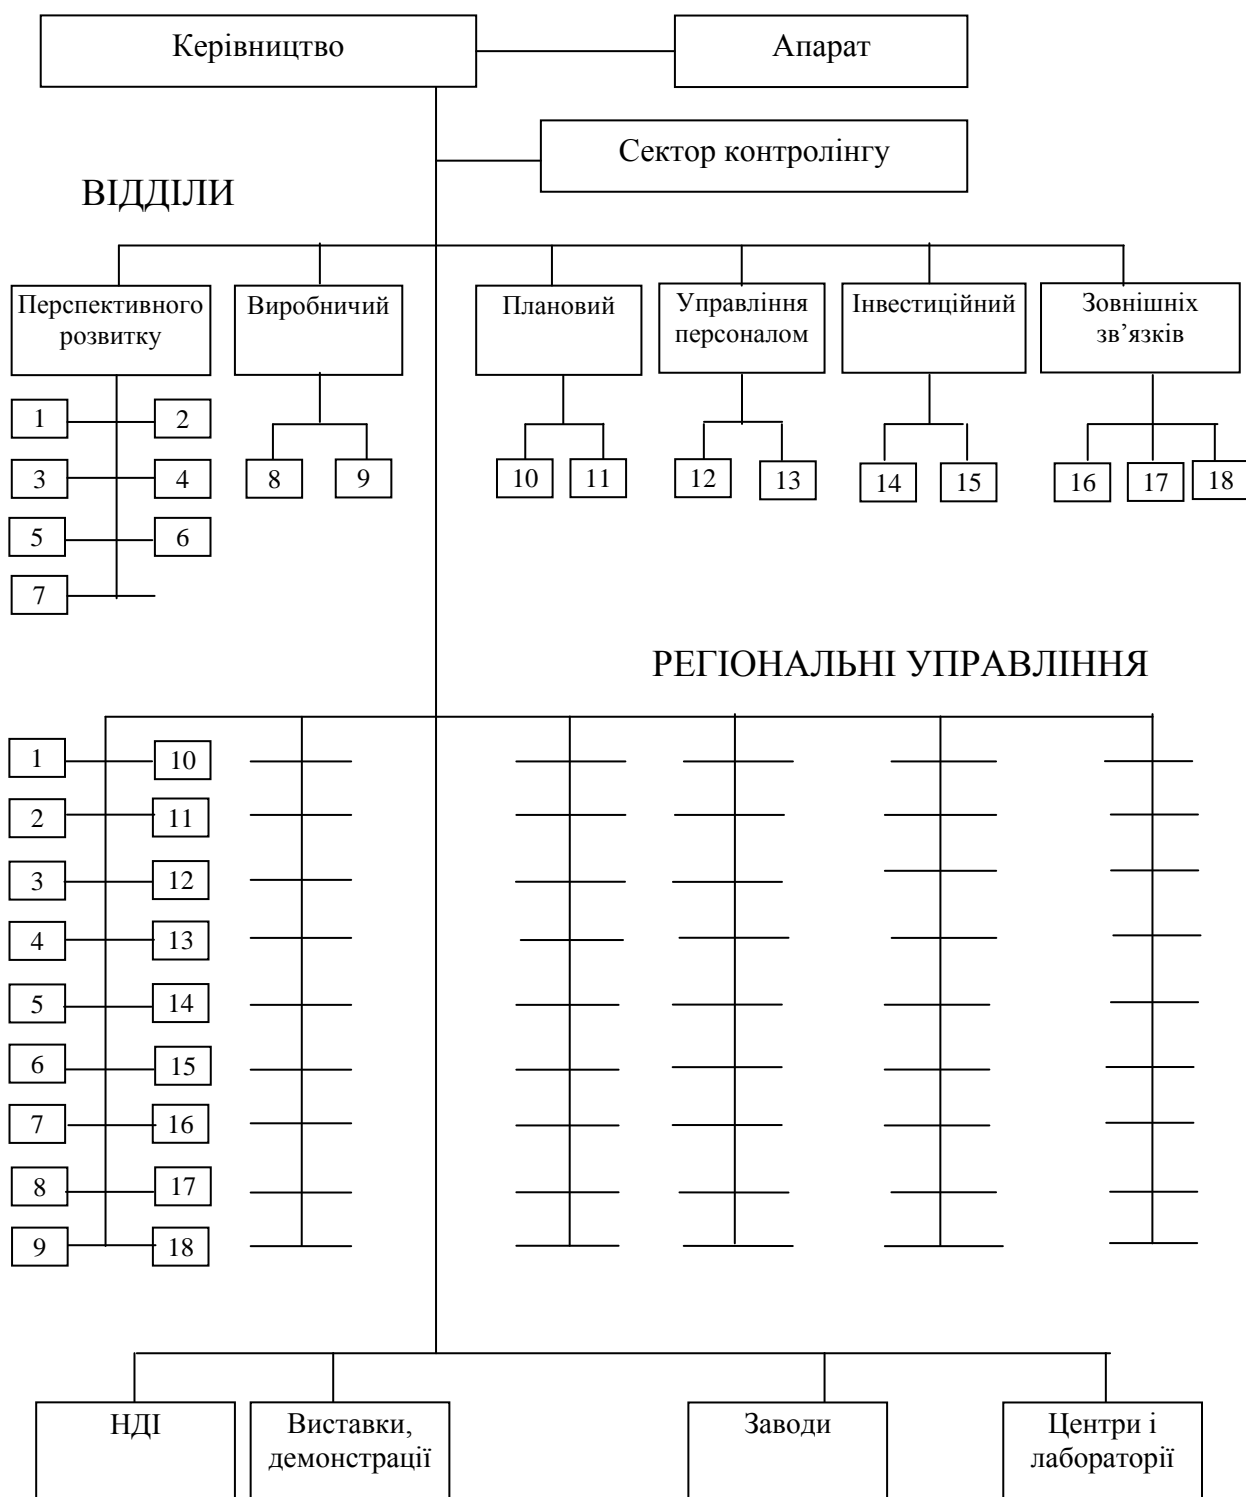 Керівництво
Апарат
Сектор контролінгу
ВІДДІЛИ
Перспективного
розвитку
Виробничий
Плановий
Управління
персоналом
Інвестиційний
Зовнішніх
зв’язків
1
2
3
4
5
6
7
8
9
10
11
12
13
14
15
16
17
18
РЕГІОНАЛЬНІ УПРАВЛІННЯ
1
10
2
11
3
12
4
13
5
14
6
15
7
16
8
17
9
18
НДІ
Виставки,
демонстрації
Заводи
Центри і
лабораторії